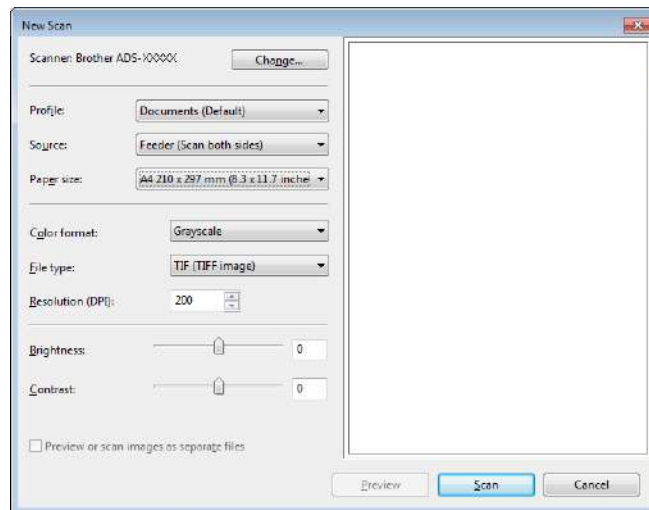 New Scan
Scanner: Brother ADS-XXXXX
Change...
Profile: Documents (Default)
Source: Feeder (Scan both sides)
Paper size: A4 210 x 297 mm (8.3 x 11.7 inche
Color format: Grayscale
File type: TIF (TIFF image)
Resolution (DPI): 200
Brightness: 0
Contrast: 0
Preview or scan images as separate files
Preview Scan Cancel